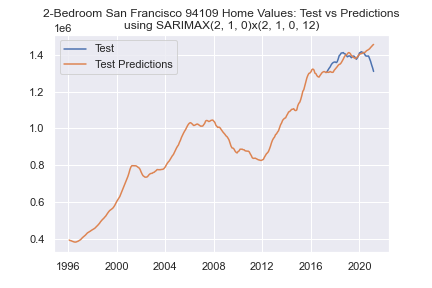 2-Bedroom San Francisco 94109 Home Values: Test vs Predictions
using SARIMAX(2, 1, 0)x(2, 1, 0, 12)
1e6
Test
Test Predictions
1.4
1.2
1.0
0.8
0.6
0.4
1996
2000
2004
2008
2012
2016
2020